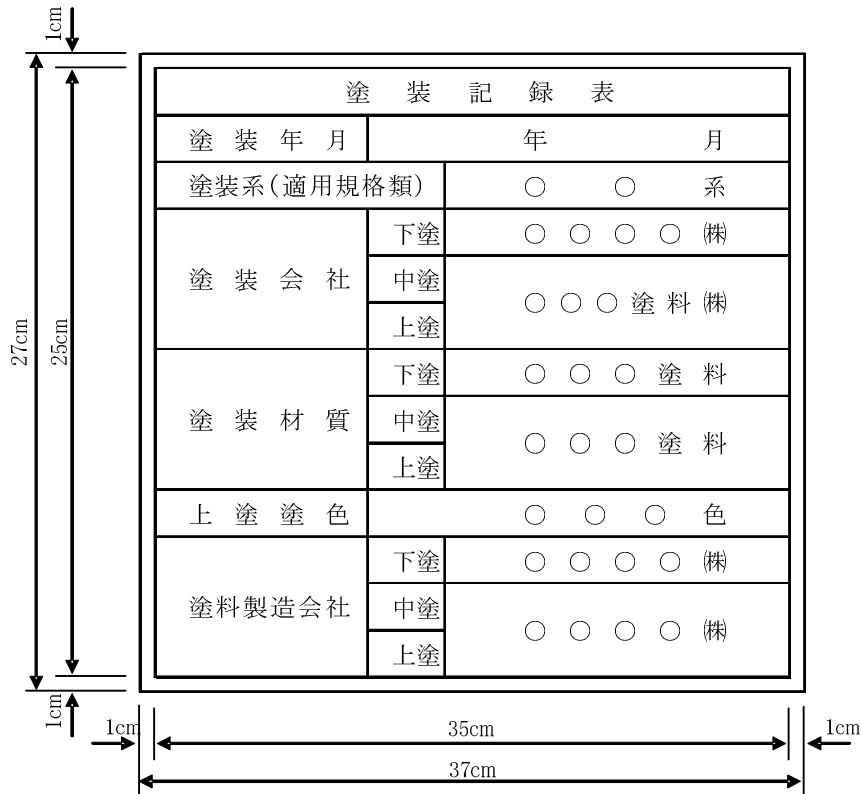 1cm
塗装記録表
塗装年月 年 月
塗装系(適用規格類) ○ ○ 系
下塗 ○○○○㈱
塗装会社 中塗 ○○○塗料㈱
上塗
27cm 25cm
下塗 ○○○塗料
塗装材質 中塗 ○○○塗料
上塗
上塗塗色 ○○○色
下塗 ○○○○㈱
塗料製造会社 中塗 ○○○○㈱
上塗
1cm
1cm 35cm 1cm
37cm